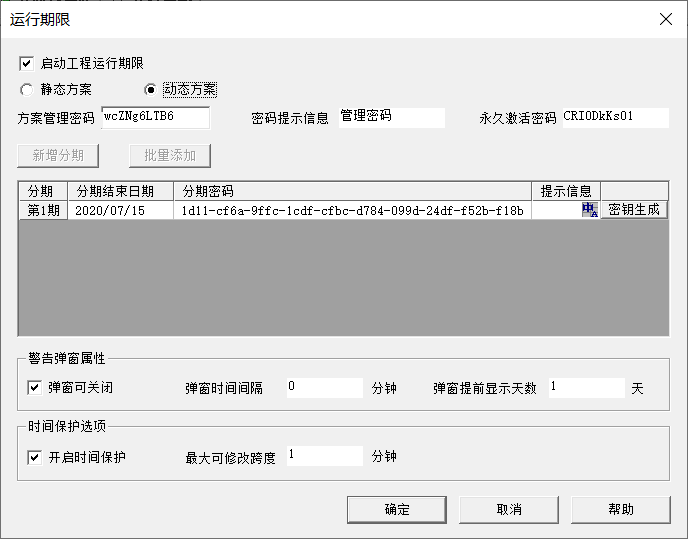 运行期限
启动工程运行期限
静态方案 动态方案
方案管理密码 wcZNg6LTB6 密码提示信息 管理密码 永久激活密码 CRIODkKsO1
新增分期 批量添加
分期 分期结束日期 分期密码 提示信息
第1期 2020/07/15 1d11-cf6a-9ffc-1cdf-cfbc-d784-099d-24df-f52b-f18b 中A 密钥生成
警告弹窗属性
弹窗可关闭 弹窗时间间隔 0 分钟 弹窗提前显示天数 1 天
时间保护选项
开启时间保护 最大可修改跨度 1 分钟
确定 取消 帮助